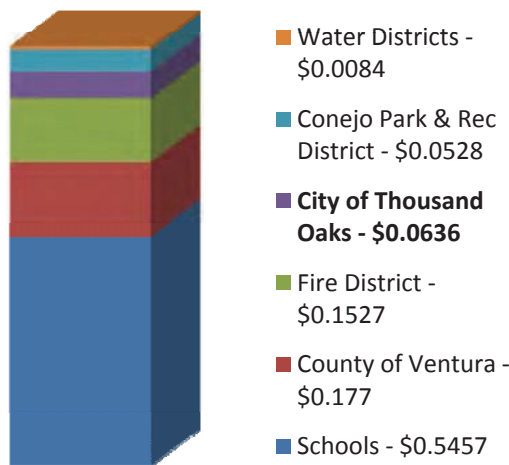 Water Districts -
$0.0084
Conejo Park & Rec
District - $0.0528
City of Thousand
Oaks - $0.0636
Fire District -
$0.1527
County of Ventura -
$0.177
Schools - $0.5457